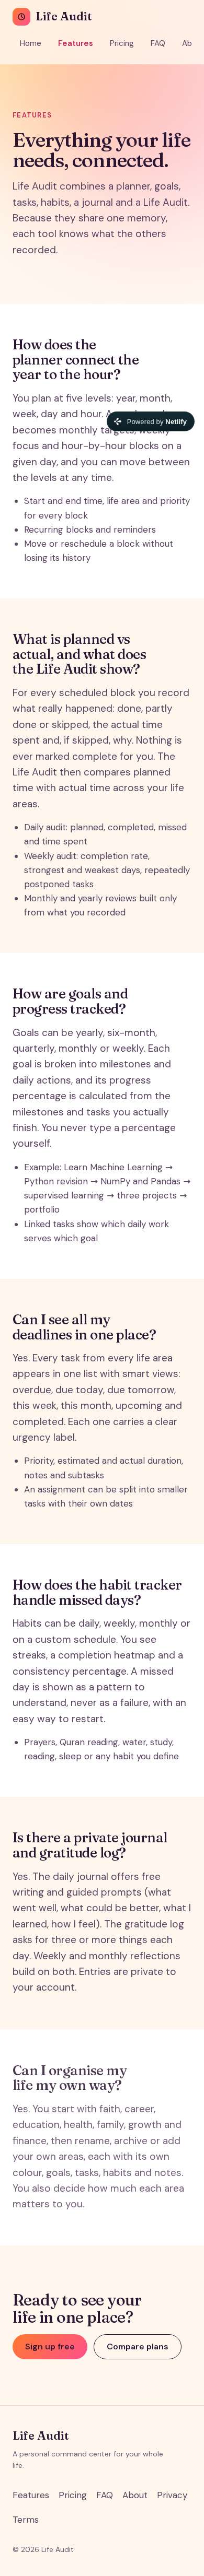 Life Audit
Home Features Pricing FAQ Ab
FEATURES
Everything your life
needs, connected.
Life Audit combines a planner, goals,
tasks, habits, a journal and a Life Audit.
Because they share one memory,
each tool knows what the others
recorded.
How does the
planner connect the
year to the hour?
You plan at five levels: year, month,
week, day and hour. A
Powered by Netlify
becomes monthly targets, weekly
focus and hour-by-hour blocks on a
given day, and you can move between
the levels at any time.
• Start and end time, life area and priority
for every block
• Recurring blocks and reminders
• Move or reschedule a block without
losing its history
What is planned vs
actual, and what does
the Life Audit show?
For every scheduled block you record
what really happened: done, partly
done or skipped, the actual time
spent and, if skipped, why. Nothing is
ever marked complete for you. The
Life Audit then compares planned
time with actual time across your life
areas.
• Daily audit: planned, completed, missed
and time spent
• Weekly audit: completion rate,
strongest and weakest days, repeatedly
postponed tasks
• Monthly and yearly reviews built only
from what you recorded
How are goals and
progress tracked?
Goals can be yearly, six-month,
quarterly, monthly or weekly. Each
goal is broken into milestones and
daily actions, and its progress
percentage is calculated from the
milestones and tasks you actually
finish. You never type a percentage
yourself.
• Example: Learn Machine Learning →
Python revision → NumPy and Pandas →
supervised learning → three projects →
portfolio
• Linked tasks show which daily work
serves which goal
Can I see all my
deadlines in one place?
Yes. Every task from every life area
appears in one list with smart views:
overdue, due today, due tomorrow,
this week, this month, upcoming and
completed. Each one carries a clear
urgency label.
• Priority, estimated and actual duration,
notes and subtasks
• An assignment can be split into smaller
tasks with their own dates
How does the habit tracker
handle missed days?
Habits can be daily, weekly, monthly or
on a custom schedule. You see
streaks, a completion heatmap and a
consistency percentage. A missed
day is shown as a pattern to
understand, never as a failure, with an
easy way to restart.
• Prayers, Quran reading, water, study,
reading, sleep or any habit you define
Is there a private journal
and gratitude log?
Yes. The daily journal offers free
writing and guided prompts (what
went well, what could be better, what I
learned, how I feel). The gratitude log
asks for three or more things each
day. Weekly and monthly reflections
build on both. Entries are private to
your account.
Can I organise my
life my own way?
Yes. You start with faith, career,
education, health, family, growth and
finance, then rename, archive or add
your own areas, each with its own
colour, goals, tasks, habits and notes.
You also decide how much each area
matters to you.
Ready to see your
life in one place?
Sign up free Compare plans
Life Audit
A personal command center for your whole
life.
Features Pricing FAQ About Privacy
Terms
© 2026 Life Audit